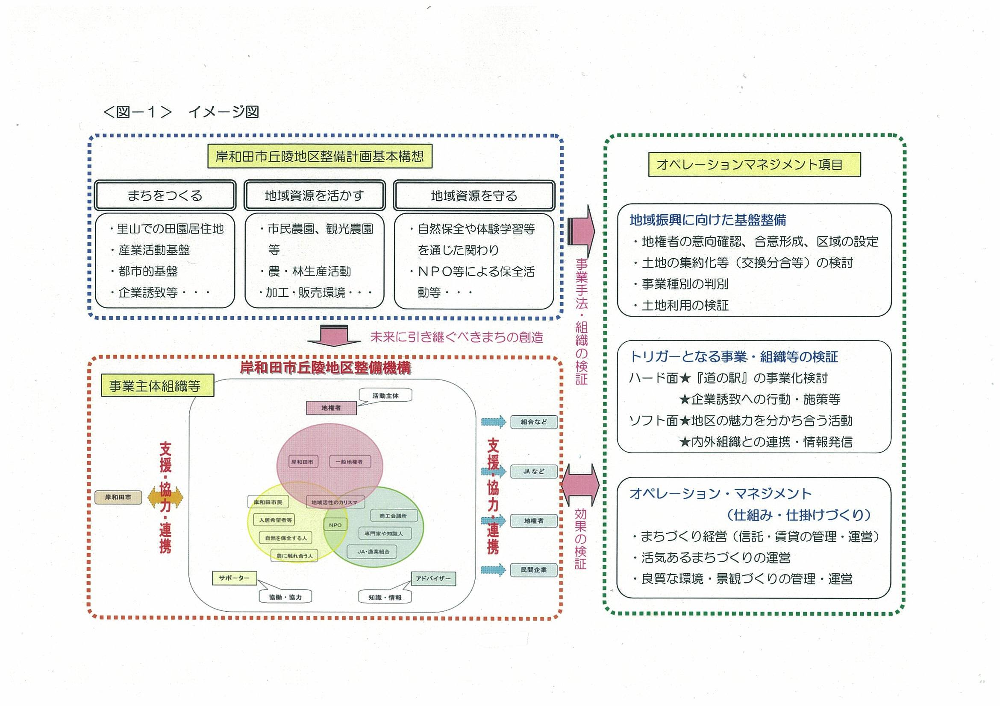 ＜図－１＞　イメージ図
岸和田市丘陵地区整備計画基本構想
まちをつくる
・里山での田園居住地
・産業活動基盤
・都市的基盤
・企業誘致等・・・
地域資源を活かす
・市民農園、観光農園
等
・農・林生産活動
・加工・販売環境・・・
地域資源を守る
・自然保全や体験学習等
を通じた関わり
・ＮＰＯ等による保全活
動等・・・
未来に引き継ぐべきまちの創造
事業手法・組織の検証
岸和田市丘陵地区整備機構
事業主体組織等
活動主体
地権者
岸和田市
一般地権者
岸和田市民
地域活性のカリスマ
入居希望者等
NPO
自然を保全する人
農に触れ合う人
商工会議所
専門家や知識人
JA・漁業組合
サポーター
協働・協力
アドバイザー
知識・情報
岸和田市
支援・協力・連携
支援・協力・連携
組合など
JAなど
地権者
民間企業
効果の検証
オペレーションマネジメント項目
地域振興に向けた基盤整備
・地権者の意向確認、合意形成、区域の設定
・土地の集約化等（交換分合等）の検討
・事業種別の判別
・土地利用の検証
トリガーとなる事業・組織等の検証
ハード面★『道の駅』の事業化検討
★企業誘致への行動・施策等
ソフト面★地区の魅力を分かち合う活動
★内外組織との連携・情報発信
オペレーション・マネジメント
（仕組み・仕掛けづくり）
・まちづくり経営（信託・賃貸の管理・運営）
・活気あるまちづくりの運営
・良質な環境・景観づくりの管理・運営